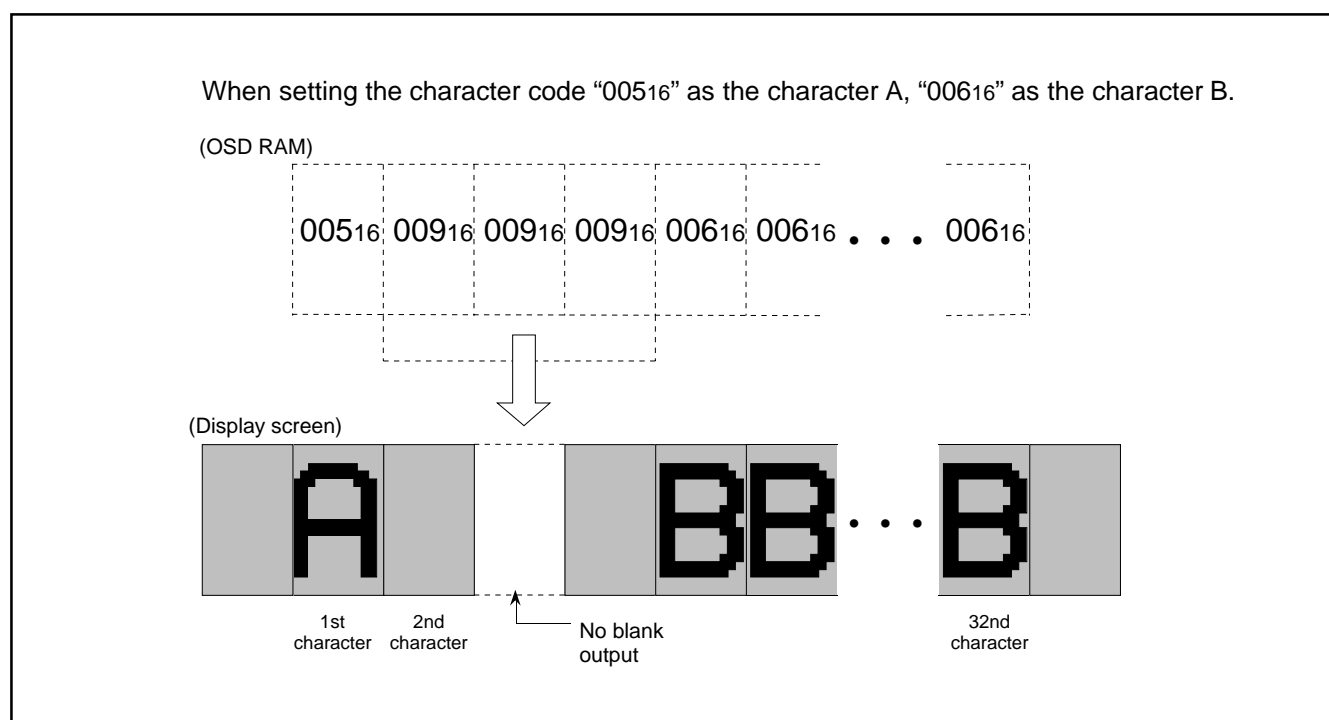 When setting the character code “00516” as the character A, “00616” as the character B.
(OSD RAM)
00516 00916 00916 00916 00616 00616 . . . 00616
(Display screen)
A B B . . . B
1st character
2nd character
No blank output
32nd character